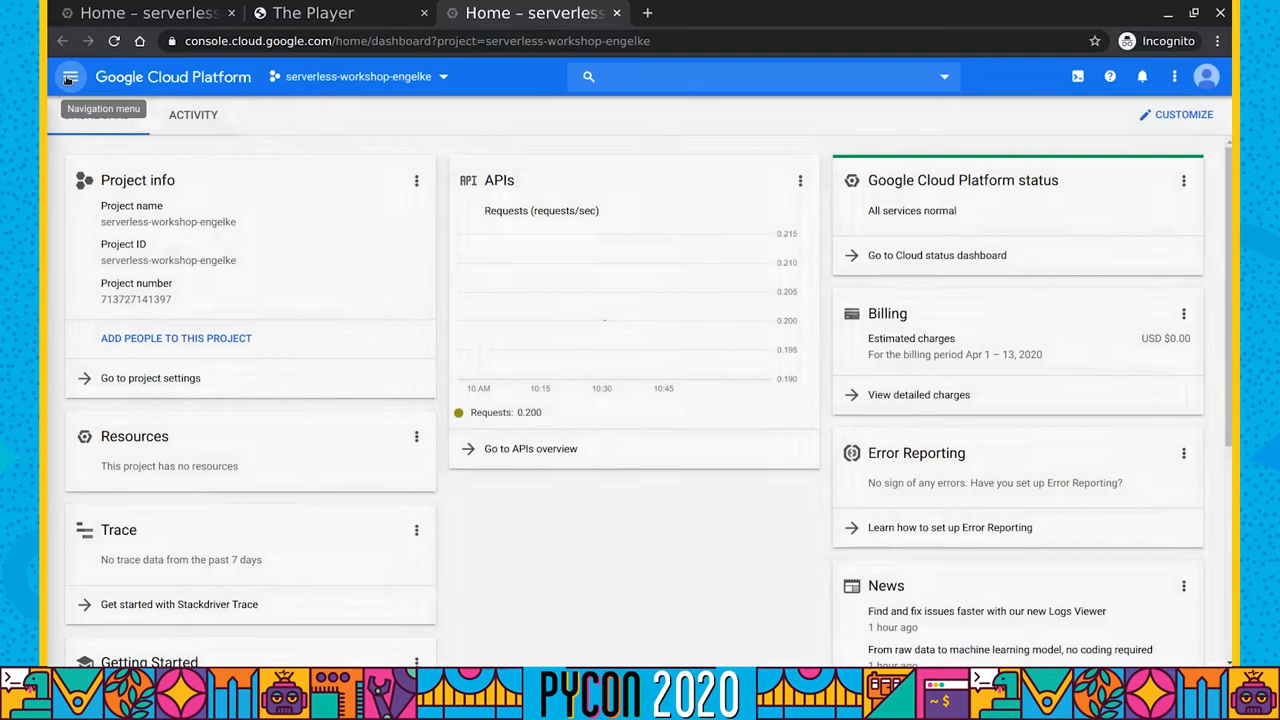 Home – serverless
The Player
Home – serverless
console.cloud.google.com/home/dashboard?project=serverless-workshop-engelke
Incognito
Google Cloud Platform
serverless-workshop-engelke
Navigation menu
ACTIVITY
CUSTOMIZE
Project info
Project name
serverless-workshop-engelke
Project ID
serverless-workshop-engelke
Project number
713727141397
ADD PEOPLE TO THIS PROJECT
Go to project settings
Resources
This project has no resources
Trace
No trace data from the past 7 days
Get started with Stackdriver Trace
Getting Started
API APIs
Requests (requests/sec)
0.215
0.210
0.205
0.200
0.195
0.190
10 AM 10:15 10:30 10:45
Requests: 0.200
Go to APIs overview
Google Cloud Platform status
All services normal
Go to Cloud status dashboard
Billing
Estimated charges USD $0.00
For the billing period Apr 1 – 13, 2020
View detailed charges
Error Reporting
No sign of any errors. Have you set up Error Reporting?
Learn how to set up Error Reporting
News
Find and fix issues faster with our new Logs Viewer
1 hour ago
From raw data to machine learning model, no coding required
1 hour ago
PYCON 2020
~ $